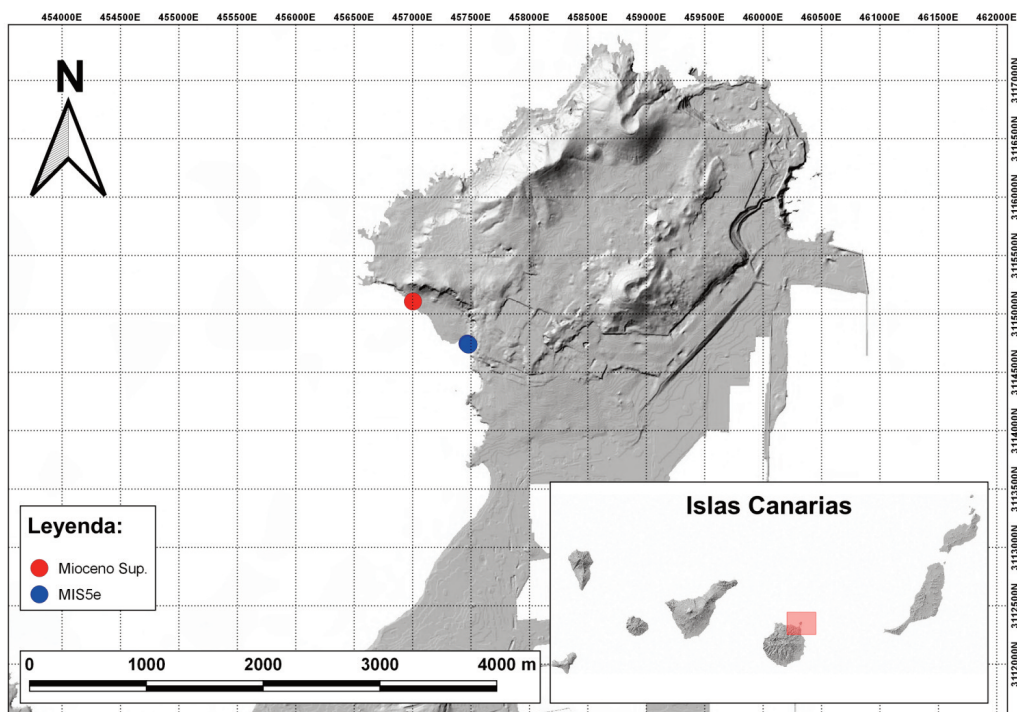 454000E 454500E 455000E 455500E 456000E 456500E 457000E 457500E 458000E 458500E 459000E 459500E 460000E 460500E 461000E 461500E 462000E
N
3117000N
3116500N
3116000N
3115500N
3115000N
3114500N
3114000N
3113500N
3113000N
3112500N
3112000N
Islas Canarias
Leyenda:
Mioceno Sup.
MIS5e
0 1000 2000 3000 4000 m